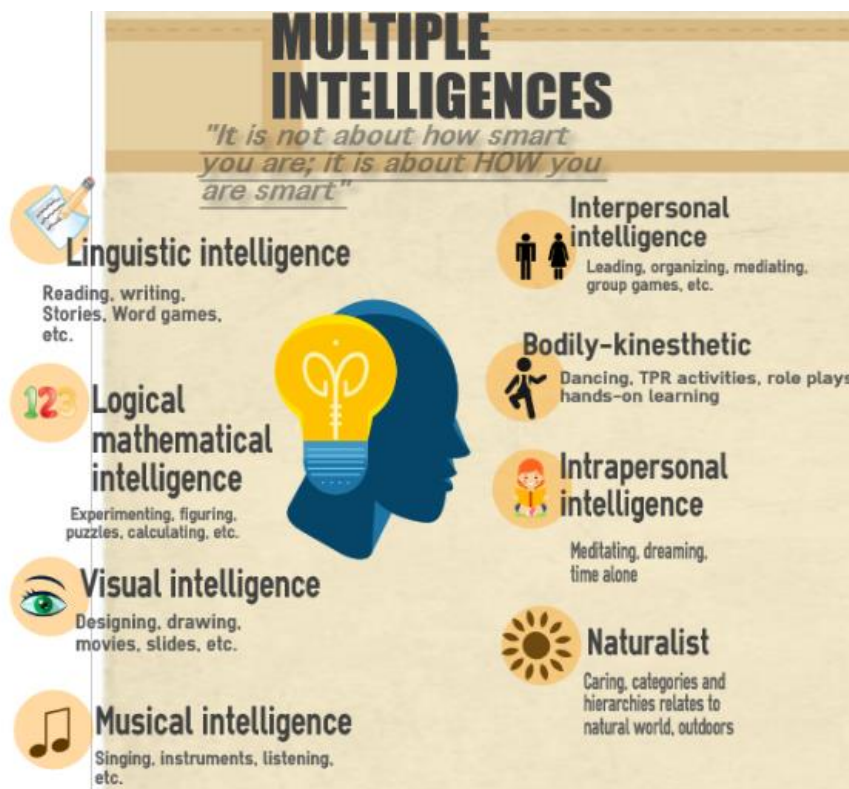 MULTIPLE
INTELLIGENCES
"It is not about how smart
you are; it is about HOW you
are smart"
Linguistic intelligence
Reading, writing,
Stories, Word games,
etc.
123
Logical
mathematical
intelligence
Experimenting, figuring,
puzzles, calculating, etc.
Visual intelligence
Designing, drawing,
movies, slides, etc.
Musical intelligence
Singing, instruments, listening,
etc.
Interpersonal
intelligence
Leading, organizing, mediating,
group games, etc.
Bodily-kinesthetic
Dancing, TPR activities, role plays
hands-on learning
Intrapersonal
intelligence
Meditating, dreaming,
time alone
Naturalist
Caring, categories and
hierarchies relates to
natural world, outdoors